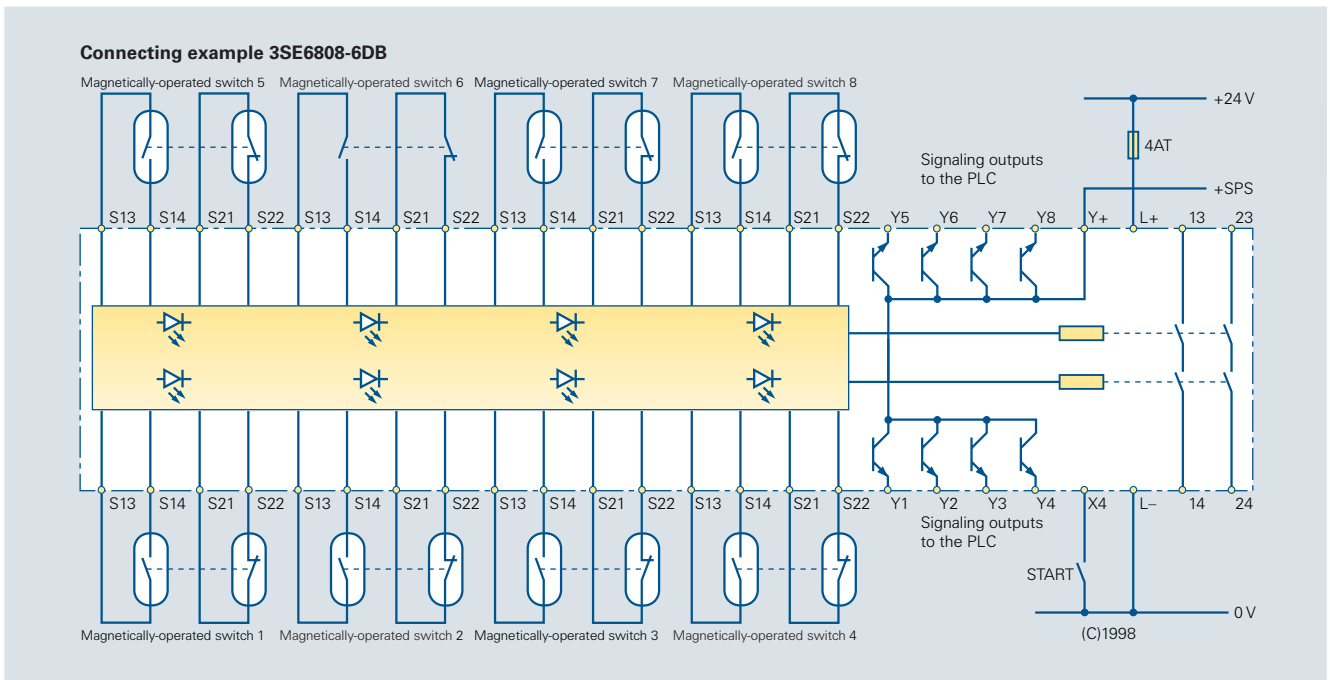 Connecting example 3SE6808-6DB
Magnetically-operated switch 5 Magnetically-operated switch 6 Magnetically-operated switch 7 Magnetically-operated switch 8
+24 V
4AT
Signaling outputs
to the PLC
+SPS
S13 S14 S21 S22 S13 S14 S21 S22 S13 S14 S21 S22 S13 S14 S21 S22 Y5 Y6 Y7 Y8 Y+ L+ 13 23
S13 S14 S21 S22 S13 S14 S21 S22 S13 S14 S21 S22 S13 S14 S21 S22 Y1 Y2 Y3 Y4 X4 L– 14 24
Signaling outputs
to the PLC
START
0 V
Magnetically-operated switch 1 Magnetically-operated switch 2 Magnetically-operated switch 3 Magnetically-operated switch 4
(C)1998